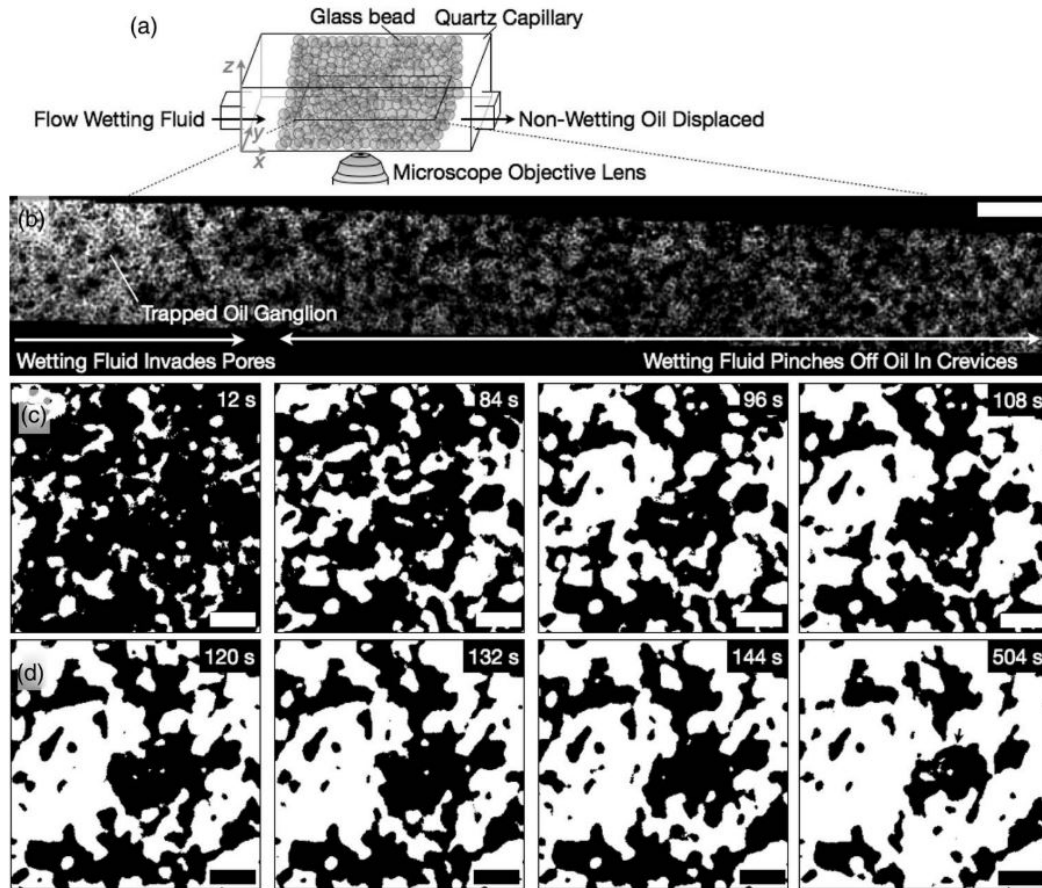 (a)
Glass bead
Quartz Capillary
z
Flow Wetting Fluid
Non-Wetting Oil Displaced
y
x
Microscope Objective Lens
(b)
Trapped Oil Ganglion
Wetting Fluid Invades Pores
Wetting Fluid Pinches Off Oil In Crevices
(c)
12 s
84 s
96 s
108 s
(d)
120 s
132 s
144 s
504 s